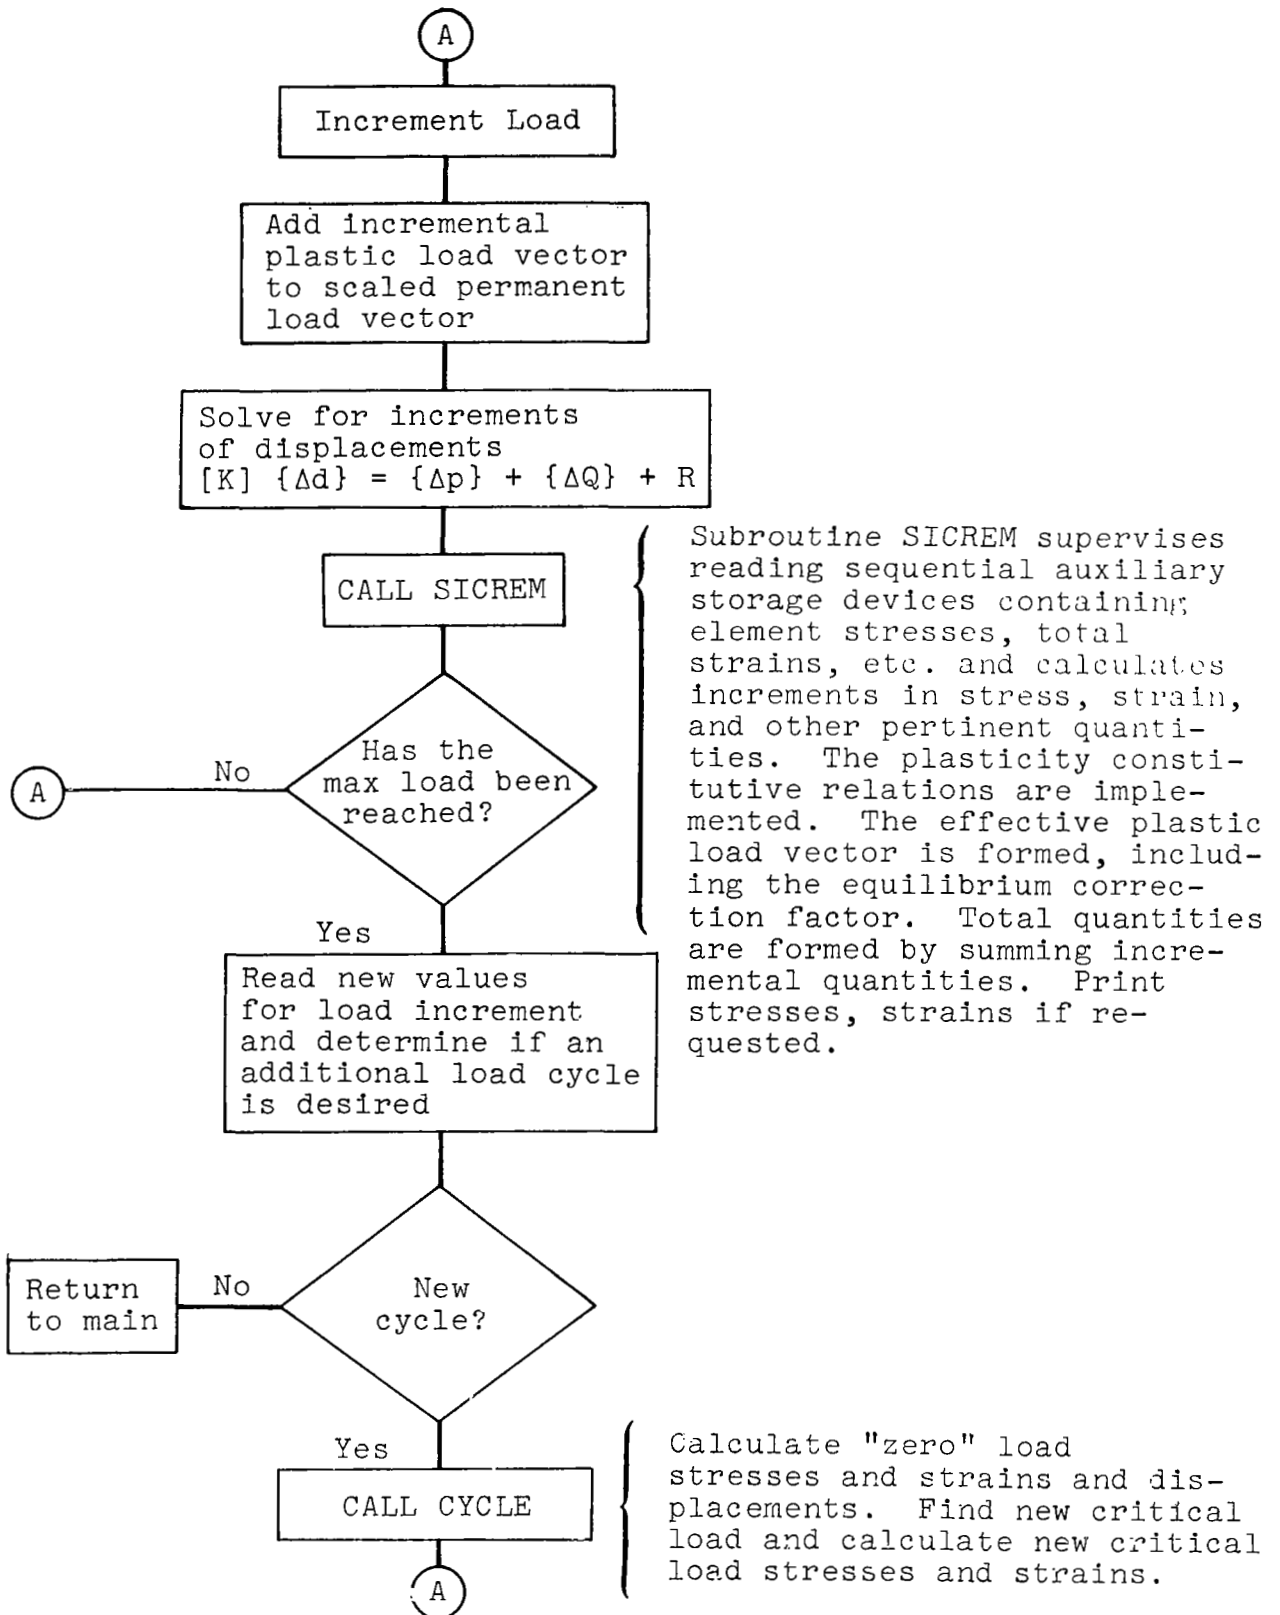 A
Increment Load
Add incremental
plastic load vector
to scaled permanent
load vector
Solve for increments
of displacements
[K] {Δd} = {Δp} + {ΔQ} + R
CALL SICREM
Subroutine SICREM supervises
reading sequential auxiliary
storage devices containing
element stresses, total
strains, etc. and calculates
increments in stress, strain,
and other pertinent quanti-
ties. The plasticity consti-
tutive relations are imple-
mented. The effective plastic
load vector is formed, includ-
ing the equilibrium correc-
tion factor. Total quantities
are formed by summing incre-
mental quantities. Print
stresses, strains if re-
quested.
Has the
max load been
reached?
No
A
Yes
Read new values
for load increment
and determine if an
additional load cycle
is desired
New
cycle?
No
Return
to main
Yes
CALL CYCLE
Calculate "zero" load
stresses and strains and dis-
placements. Find new critical
load and calculate new critical
load stresses and strains.
A